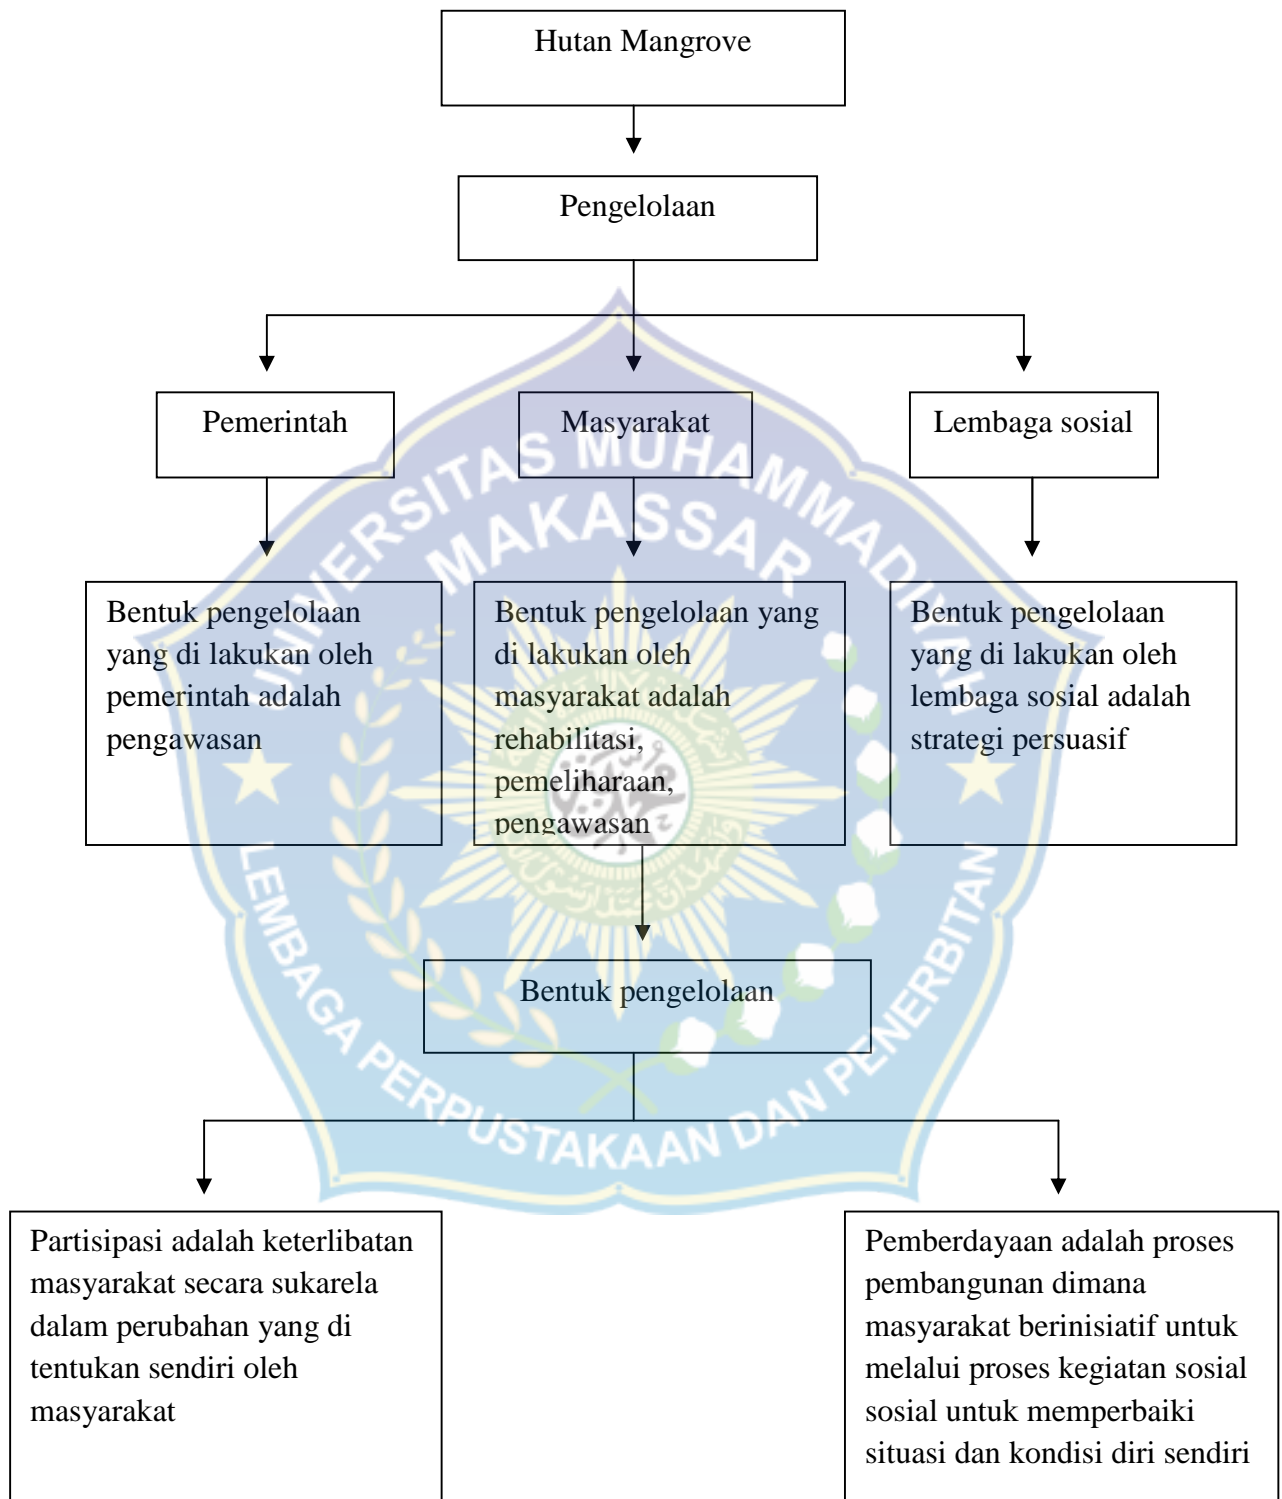 Hutan Mangrove
Pengelolaan
Pemerintah
Masyarakat
Lembaga sosial
UNIVERSITAS MUHAMMADIYAH
MAKASSAR
Bentuk pengelolaan
yang di lakukan oleh
pemerintah adalah
pengawasan
Bentuk pengelolaan yang
di lakukan oleh
masyarakat adalah
rehabilitasi,
pemeliharaan,
pengawasan
Bentuk pengelolaan
yang di lakukan oleh
lembaga sosial adalah
strategi persuasif
Bentuk pengelolaan
LEMBAGA PERPUSTAKAAN DAN PENERBITAN
Partisipasi adalah keterlibatan
masyarakat secara sukarela
dalam perubahan yang di
tentukan sendiri oleh
masyarakat
Pemberdayaan adalah proses
pembangunan dimana
masyarakat berinisiatif untuk
melalui proses kegiatan sosial
sosial untuk memperbaiki
situasi dan kondisi diri sendiri